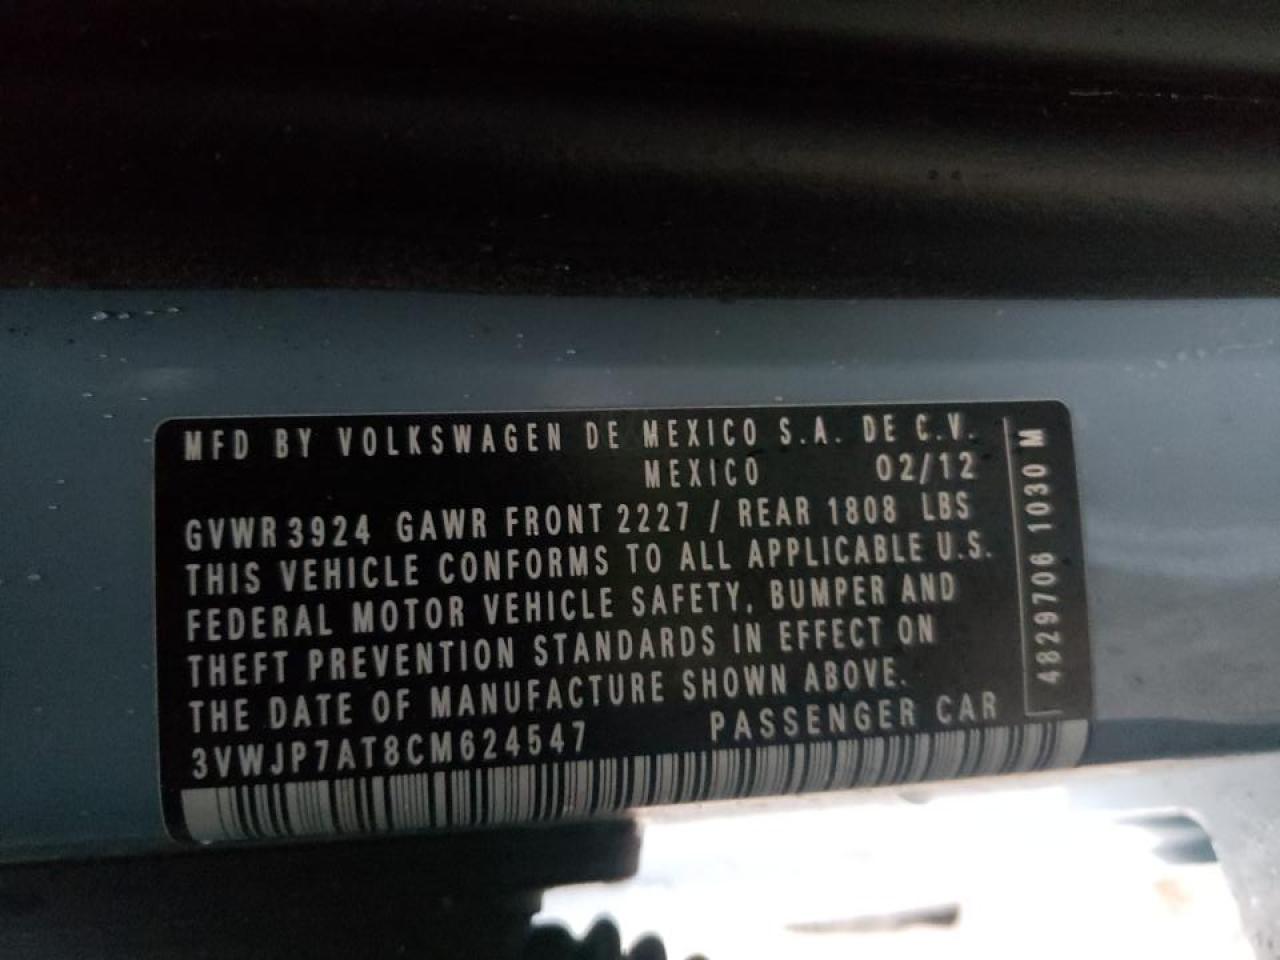 MFD BY VOLKSWAGEN DE MEXICO S.A. DE C.V.
MEXICO 02/12
GVWR 3924 GAWR FRONT 2227 / REAR 1808 LBS
THIS VEHICLE CONFORMS TO ALL APPLICABLE U.S.
FEDERAL MOTOR VEHICLE SAFETY, BUMPER AND
THEFT PREVENTION STANDARDS IN EFFECT ON
THE DATE OF MANUFACTURE SHOWN ABOVE.
3VWJP7AT8CM624547 PASSENGER CAR
4829706 1030 M